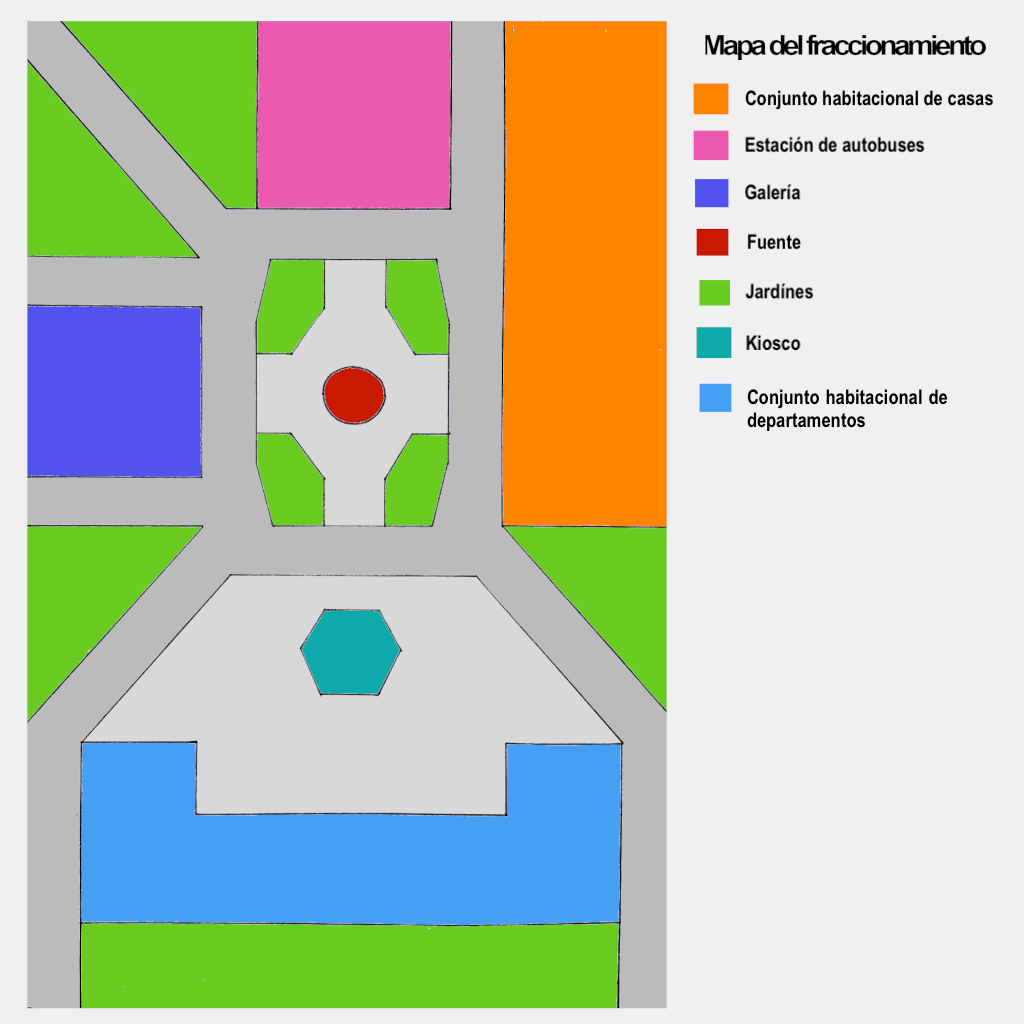 Mapa del fraccionamiento
Conjunto habitacional de casas
Estación de autobuses
Galería
Fuente
Jardínes
Kiosco
Conjunto habitacional de
departamentos